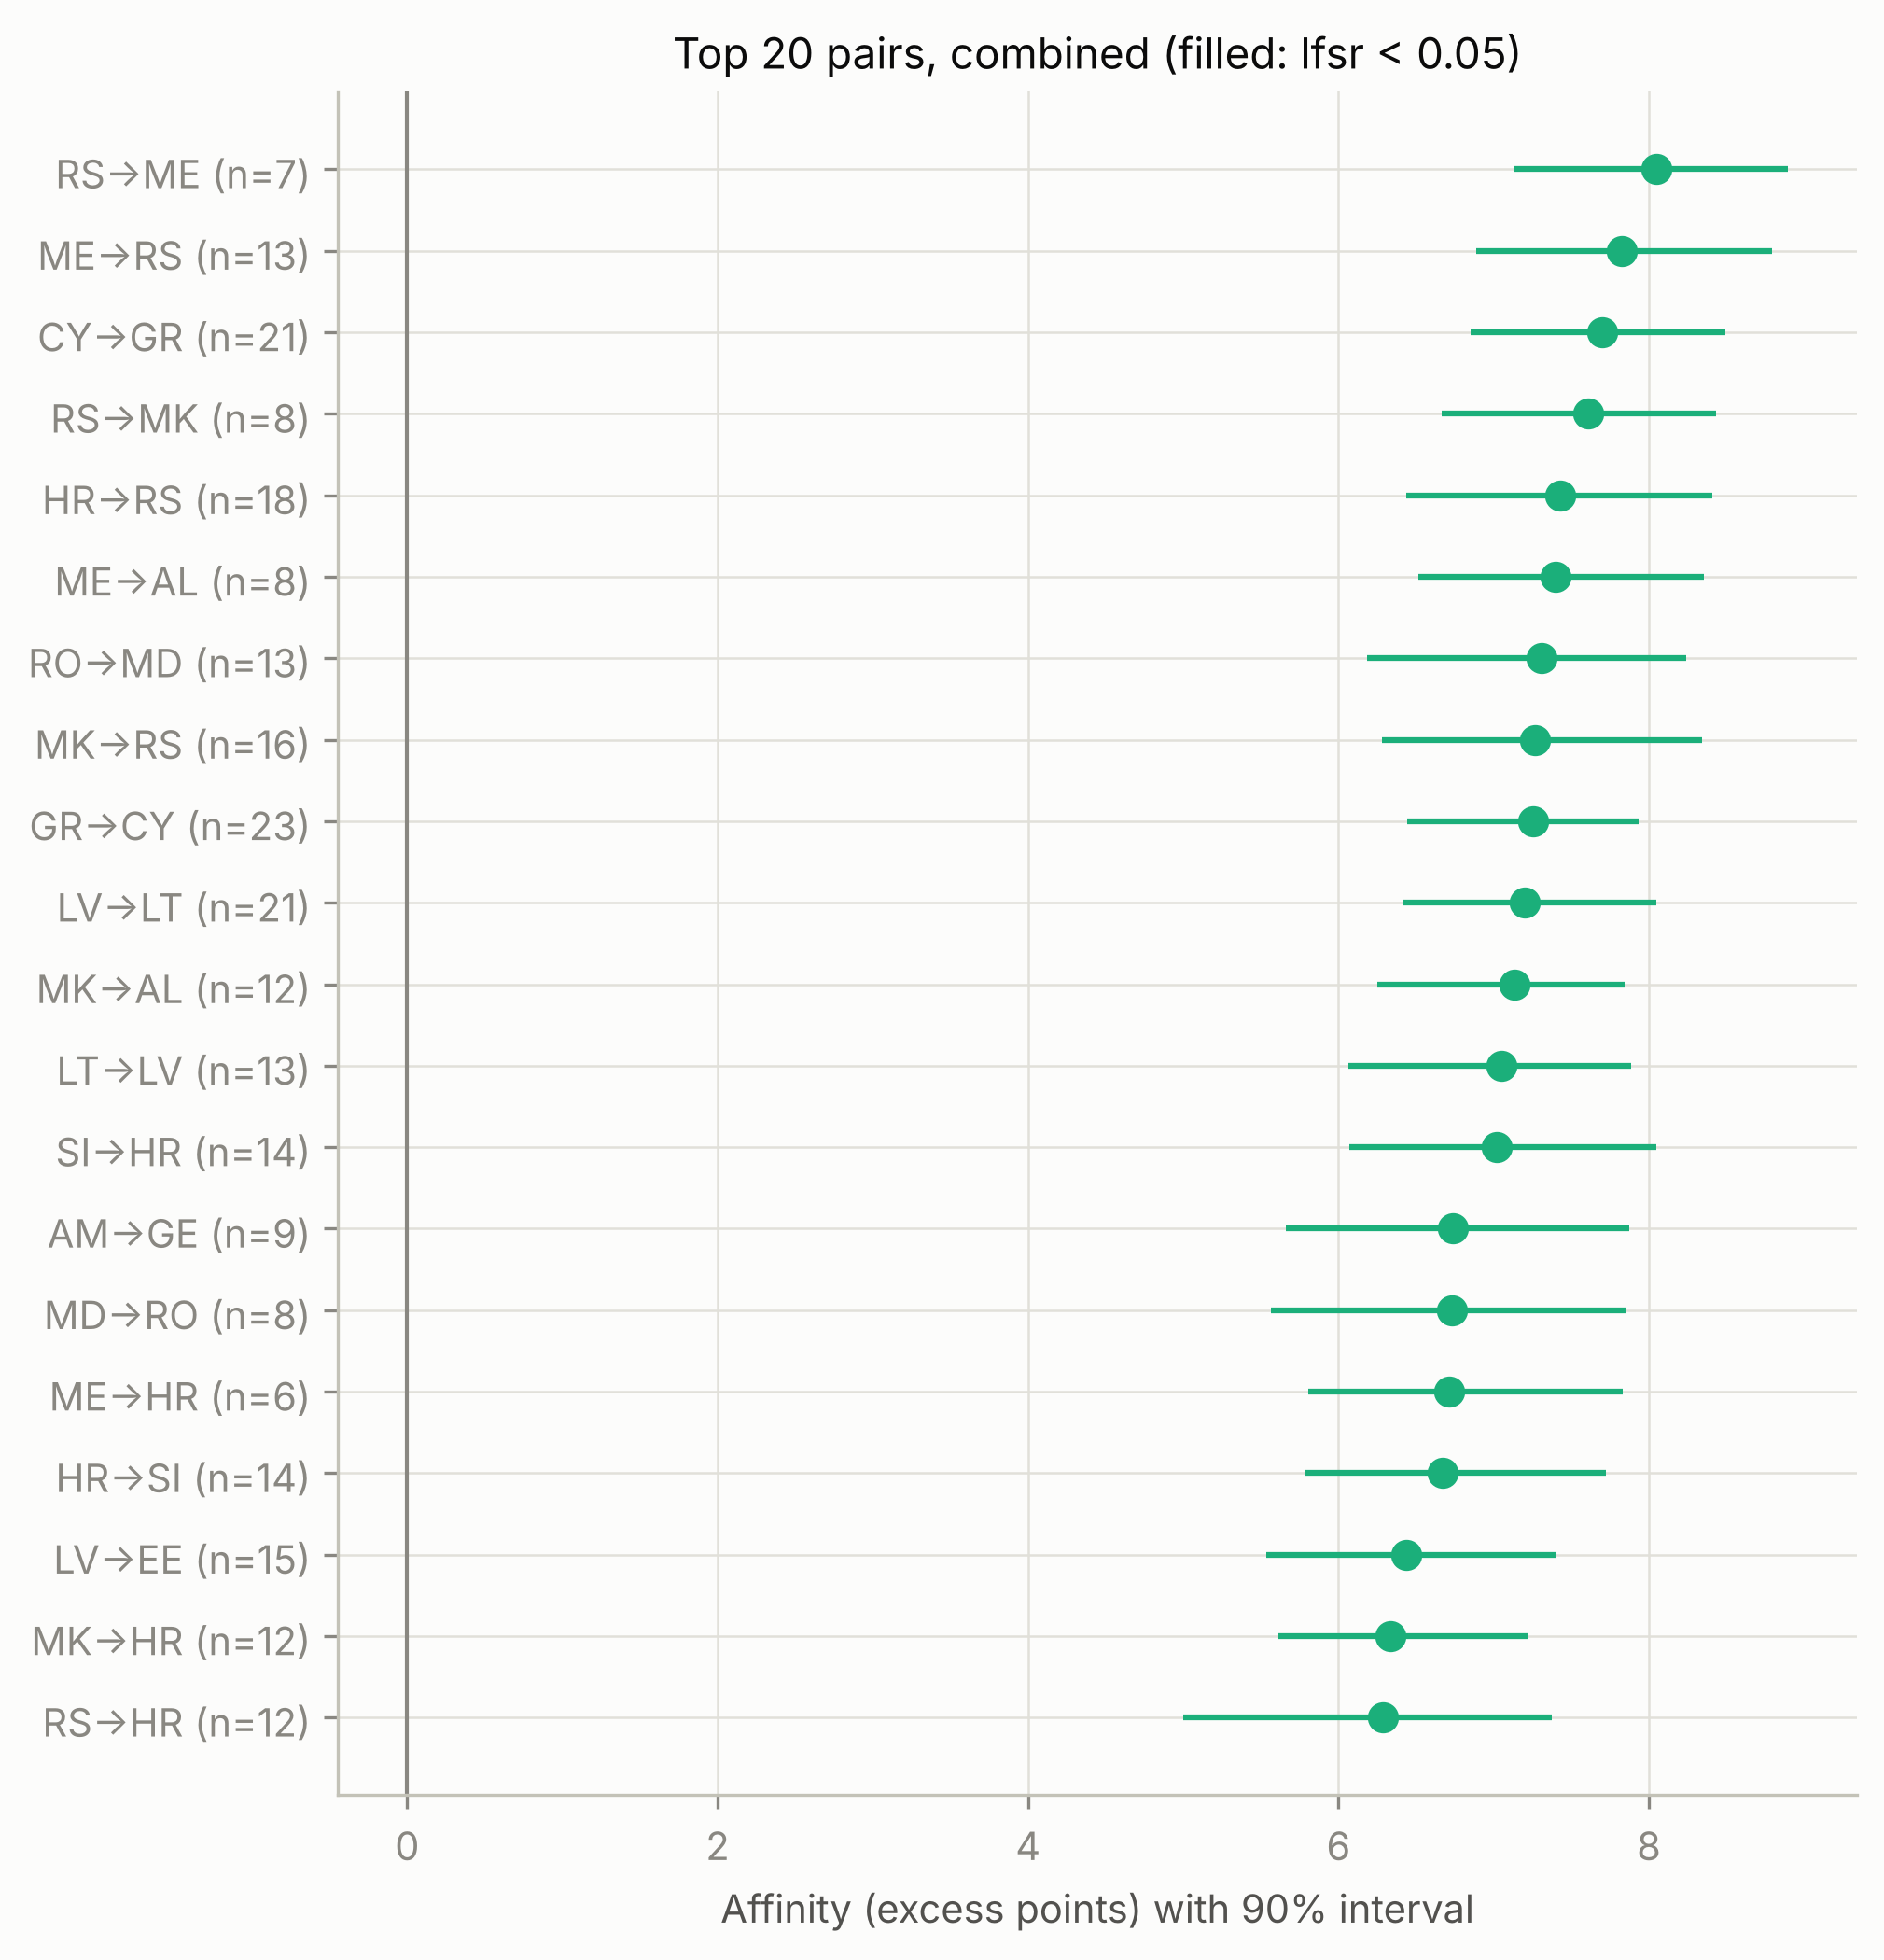 Top 20 pairs, combined (filled: lfsr < 0.05)
RS→ME (n=7)
ME→RS (n=13)
CY→GR (n=21)
RS→MK (n=8)
HR→RS (n=18)
ME→AL (n=8)
RO→MD (n=13)
MK→RS (n=16)
GR→CY (n=23)
LV→LT (n=21)
MK→AL (n=12)
LT→LV (n=13)
SI→HR (n=14)
AM→GE (n=9)
MD→RO (n=8)
ME→HR (n=6)
HR→SI (n=14)
LV→EE (n=15)
MK→HR (n=12)
RS→HR (n=12)
0 2 4 6 8
Affinity (excess points) with 90% interval